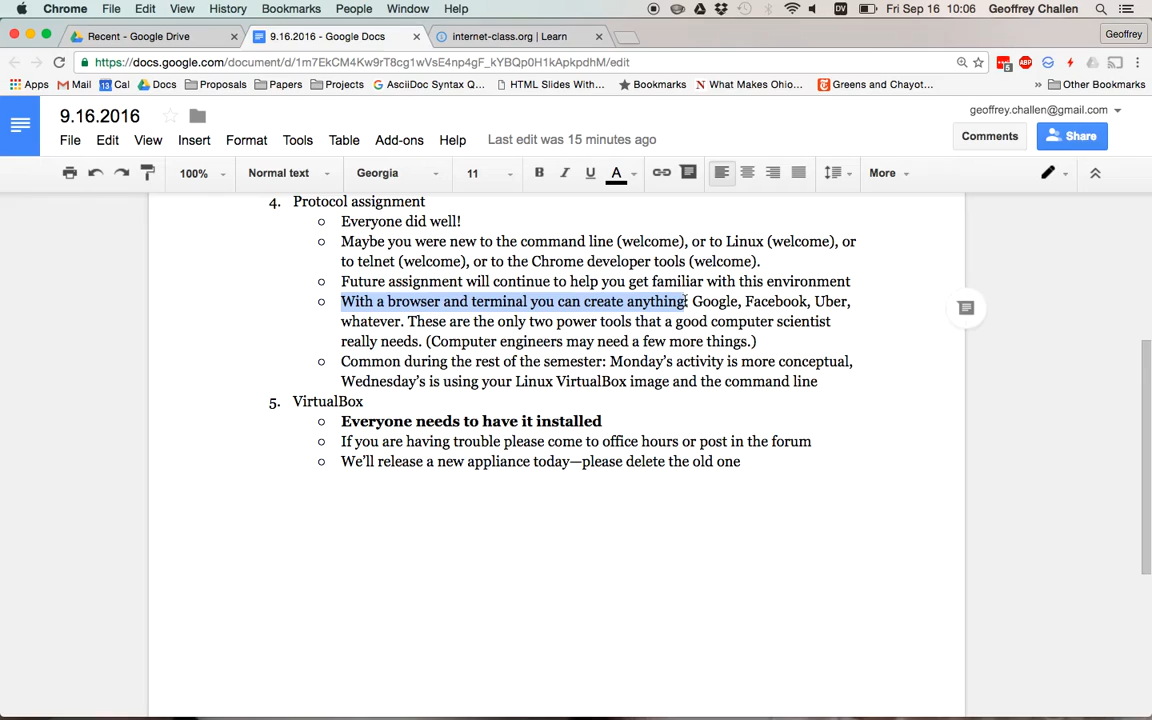 Chrome File Edit View History Bookmarks People Window Help DV Fri Sep 16 10:06 Geoffrey Challen
Recent - Google Drive × 9.16.2016 - Google Docs × internet-class.org | Learn × Geoffrey
https://docs.google.com/document/d/1m7EkCM4Kw9rT8cg1wVsE4np4gF_kYBQp0H1kApkpdhM/edit
Apps Mail Cal Docs Proposals Papers Projects AsciiDoc Syntax Q... HTML Slides With... Bookmarks What Makes Ohio... Greens and Chayot... » Other Bookmarks
9.16.2016
geoffrey.challen@gmail.com
File Edit View Insert Format Tools Table Add-ons Help Last edit was 15 minutes ago
Comments Share
100% Normal text Georgia 11 B I U A More
4. Protocol assignment
Everyone did well!
Maybe you were new to the command line (welcome), or to Linux (welcome), or
to telnet (welcome), or to the Chrome developer tools (welcome).
Future assignment will continue to help you get familiar with this environment
With a browser and terminal you can create anything: Google, Facebook, Uber,
whatever. These are the only two power tools that a good computer scientist
really needs. (Computer engineers may need a few more things.)
Common during the rest of the semester: Monday's activity is more conceptual,
Wednesday's is using your Linux VirtualBox image and the command line
5. VirtualBox
Everyone needs to have it installed
If you are having trouble please come to office hours or post in the forum
We'll release a new appliance today—please delete the old one